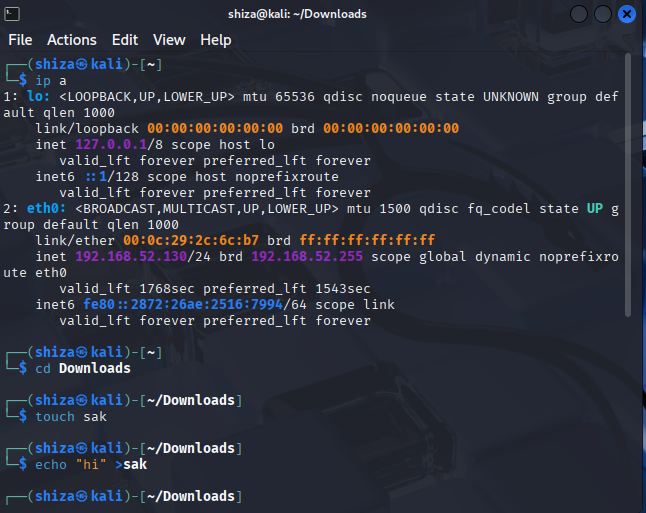 shiza@kali: ~/Downloads
File Actions Edit View Help
┌──(shiza㉿kali)-[~]
└─$ ip a
1: lo: <LOOPBACK,UP,LOWER_UP> mtu 65536 qdisc noqueue state UNKNOWN group def
ault qlen 1000
    link/loopback 00:00:00:00:00:00 brd 00:00:00:00:00:00
    inet 127.0.0.1/8 scope host lo
       valid_lft forever preferred_lft forever
    inet6 ::1/128 scope host noprefixroute
       valid_lft forever preferred_lft forever
2: eth0: <BROADCAST,MULTICAST,UP,LOWER_UP> mtu 1500 qdisc fq_codel state UP g
roup default qlen 1000
    link/ether 00:0c:29:2c:6c:b7 brd ff:ff:ff:ff:ff:ff
    inet 192.168.52.130/24 brd 192.168.52.255 scope global dynamic noprefixro
ute eth0
       valid_lft 1768sec preferred_lft 1543sec
    inet6 fe80::2872:26ae:2516:7994/64 scope link
       valid_lft forever preferred_lft forever
┌──(shiza㉿kali)-[~]
└─$ cd Downloads
┌──(shiza㉿kali)-[~/Downloads]
└─$ touch sak
┌──(shiza㉿kali)-[~/Downloads]
└─$ echo "hi" >sak
┌──(shiza㉿kali)-[~/Downloads]